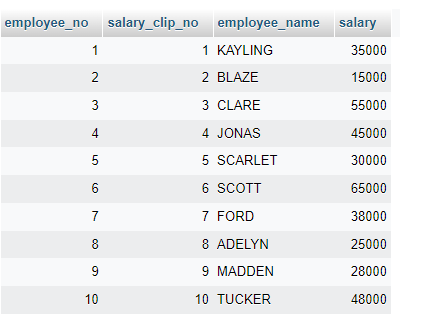 employee_no salary_clip_no employee_name salary
1 1 KAYLING 35000
2 2 BLAZE 15000
3 3 CLARE 55000
4 4 JONAS 45000
5 5 SCARLET 30000
6 6 SCOTT 65000
7 7 FORD 38000
8 8 ADELYN 25000
9 9 MADDEN 28000
10 10 TUCKER 48000